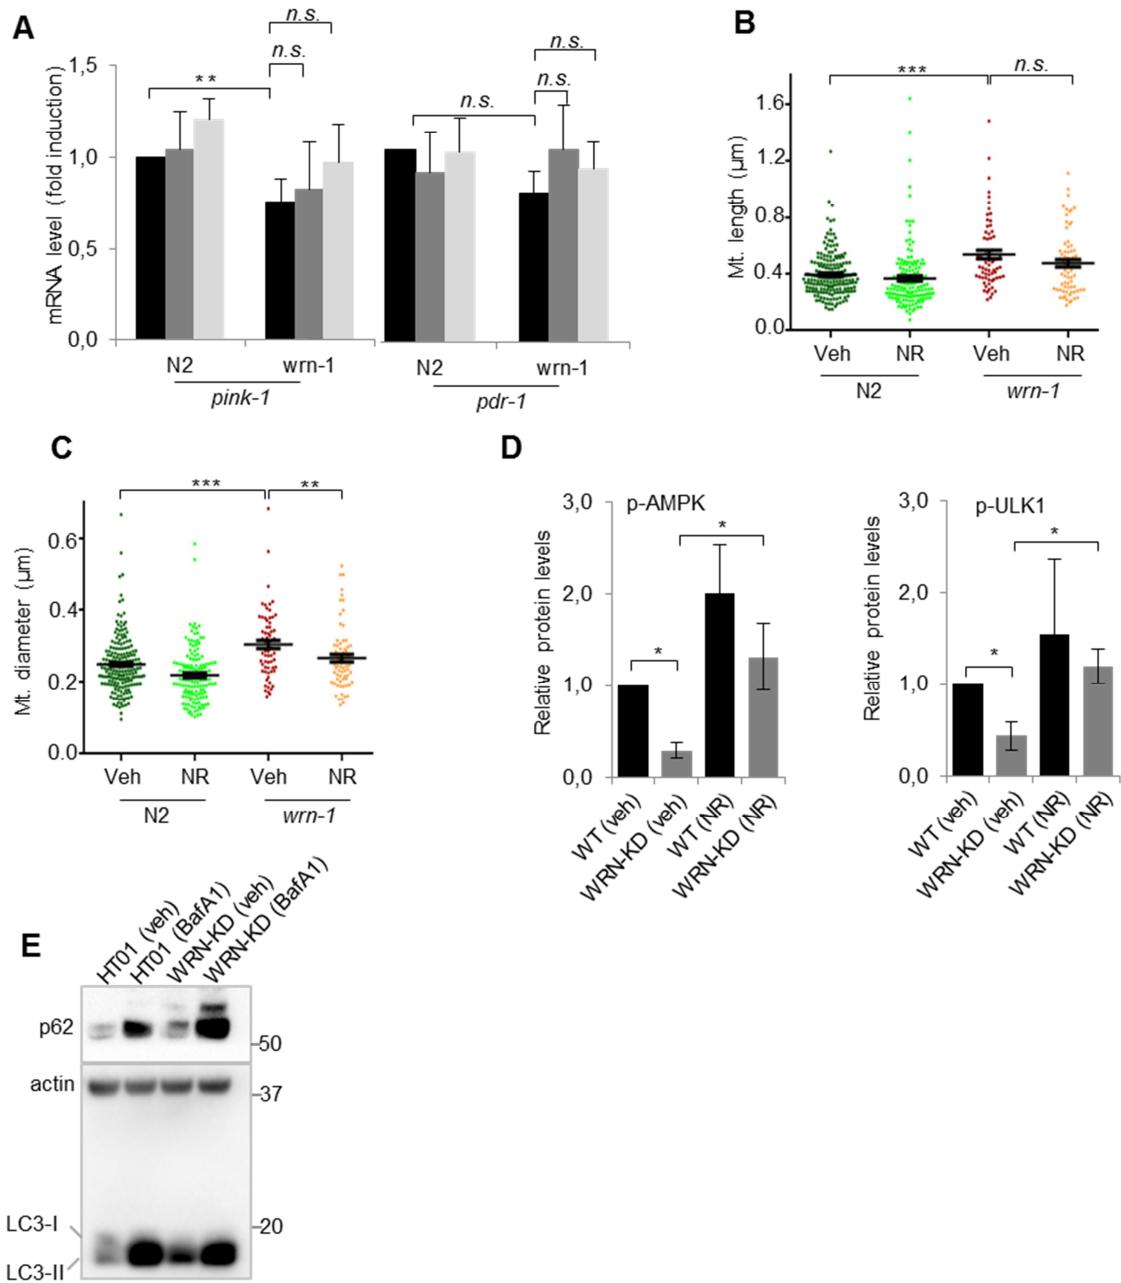 A
mRNA level (fold induction)
1,5
1,0
0,5
0,0
**
n.s.
n.s.
n.s.
n.s.
n.s.
N2
wrn-1
N2
wrn-1
pink-1
pdr-1
B
Mt. length (µm)
1.6
1.2
0.8
0.4
0.0
***
n.s.
Veh
NR
Veh
NR
N2
wrn-1
C
Mt. diameter (µm)
0.6
0.4
0.2
0.0
***
**
Veh
NR
Veh
NR
N2
wrn-1
D
Relative protein levels
3,0
2,0
1,0
0,0
p-AMPK
*
*
WT (veh)
WRN-KD (veh)
WT (NR)
WRN-KD (NR)
Relative protein levels
3,0
2,0
1,0
0,0
p-ULK1
*
*
WT (veh)
WRN-KD (veh)
WT (NR)
WRN-KD (NR)
E
HT01 (veh)
HT01 (BafA1)
WRN-KD (veh)
WRN-KD (BafA1)
p62
50
actin
37
LC3-I
20
LC3-II